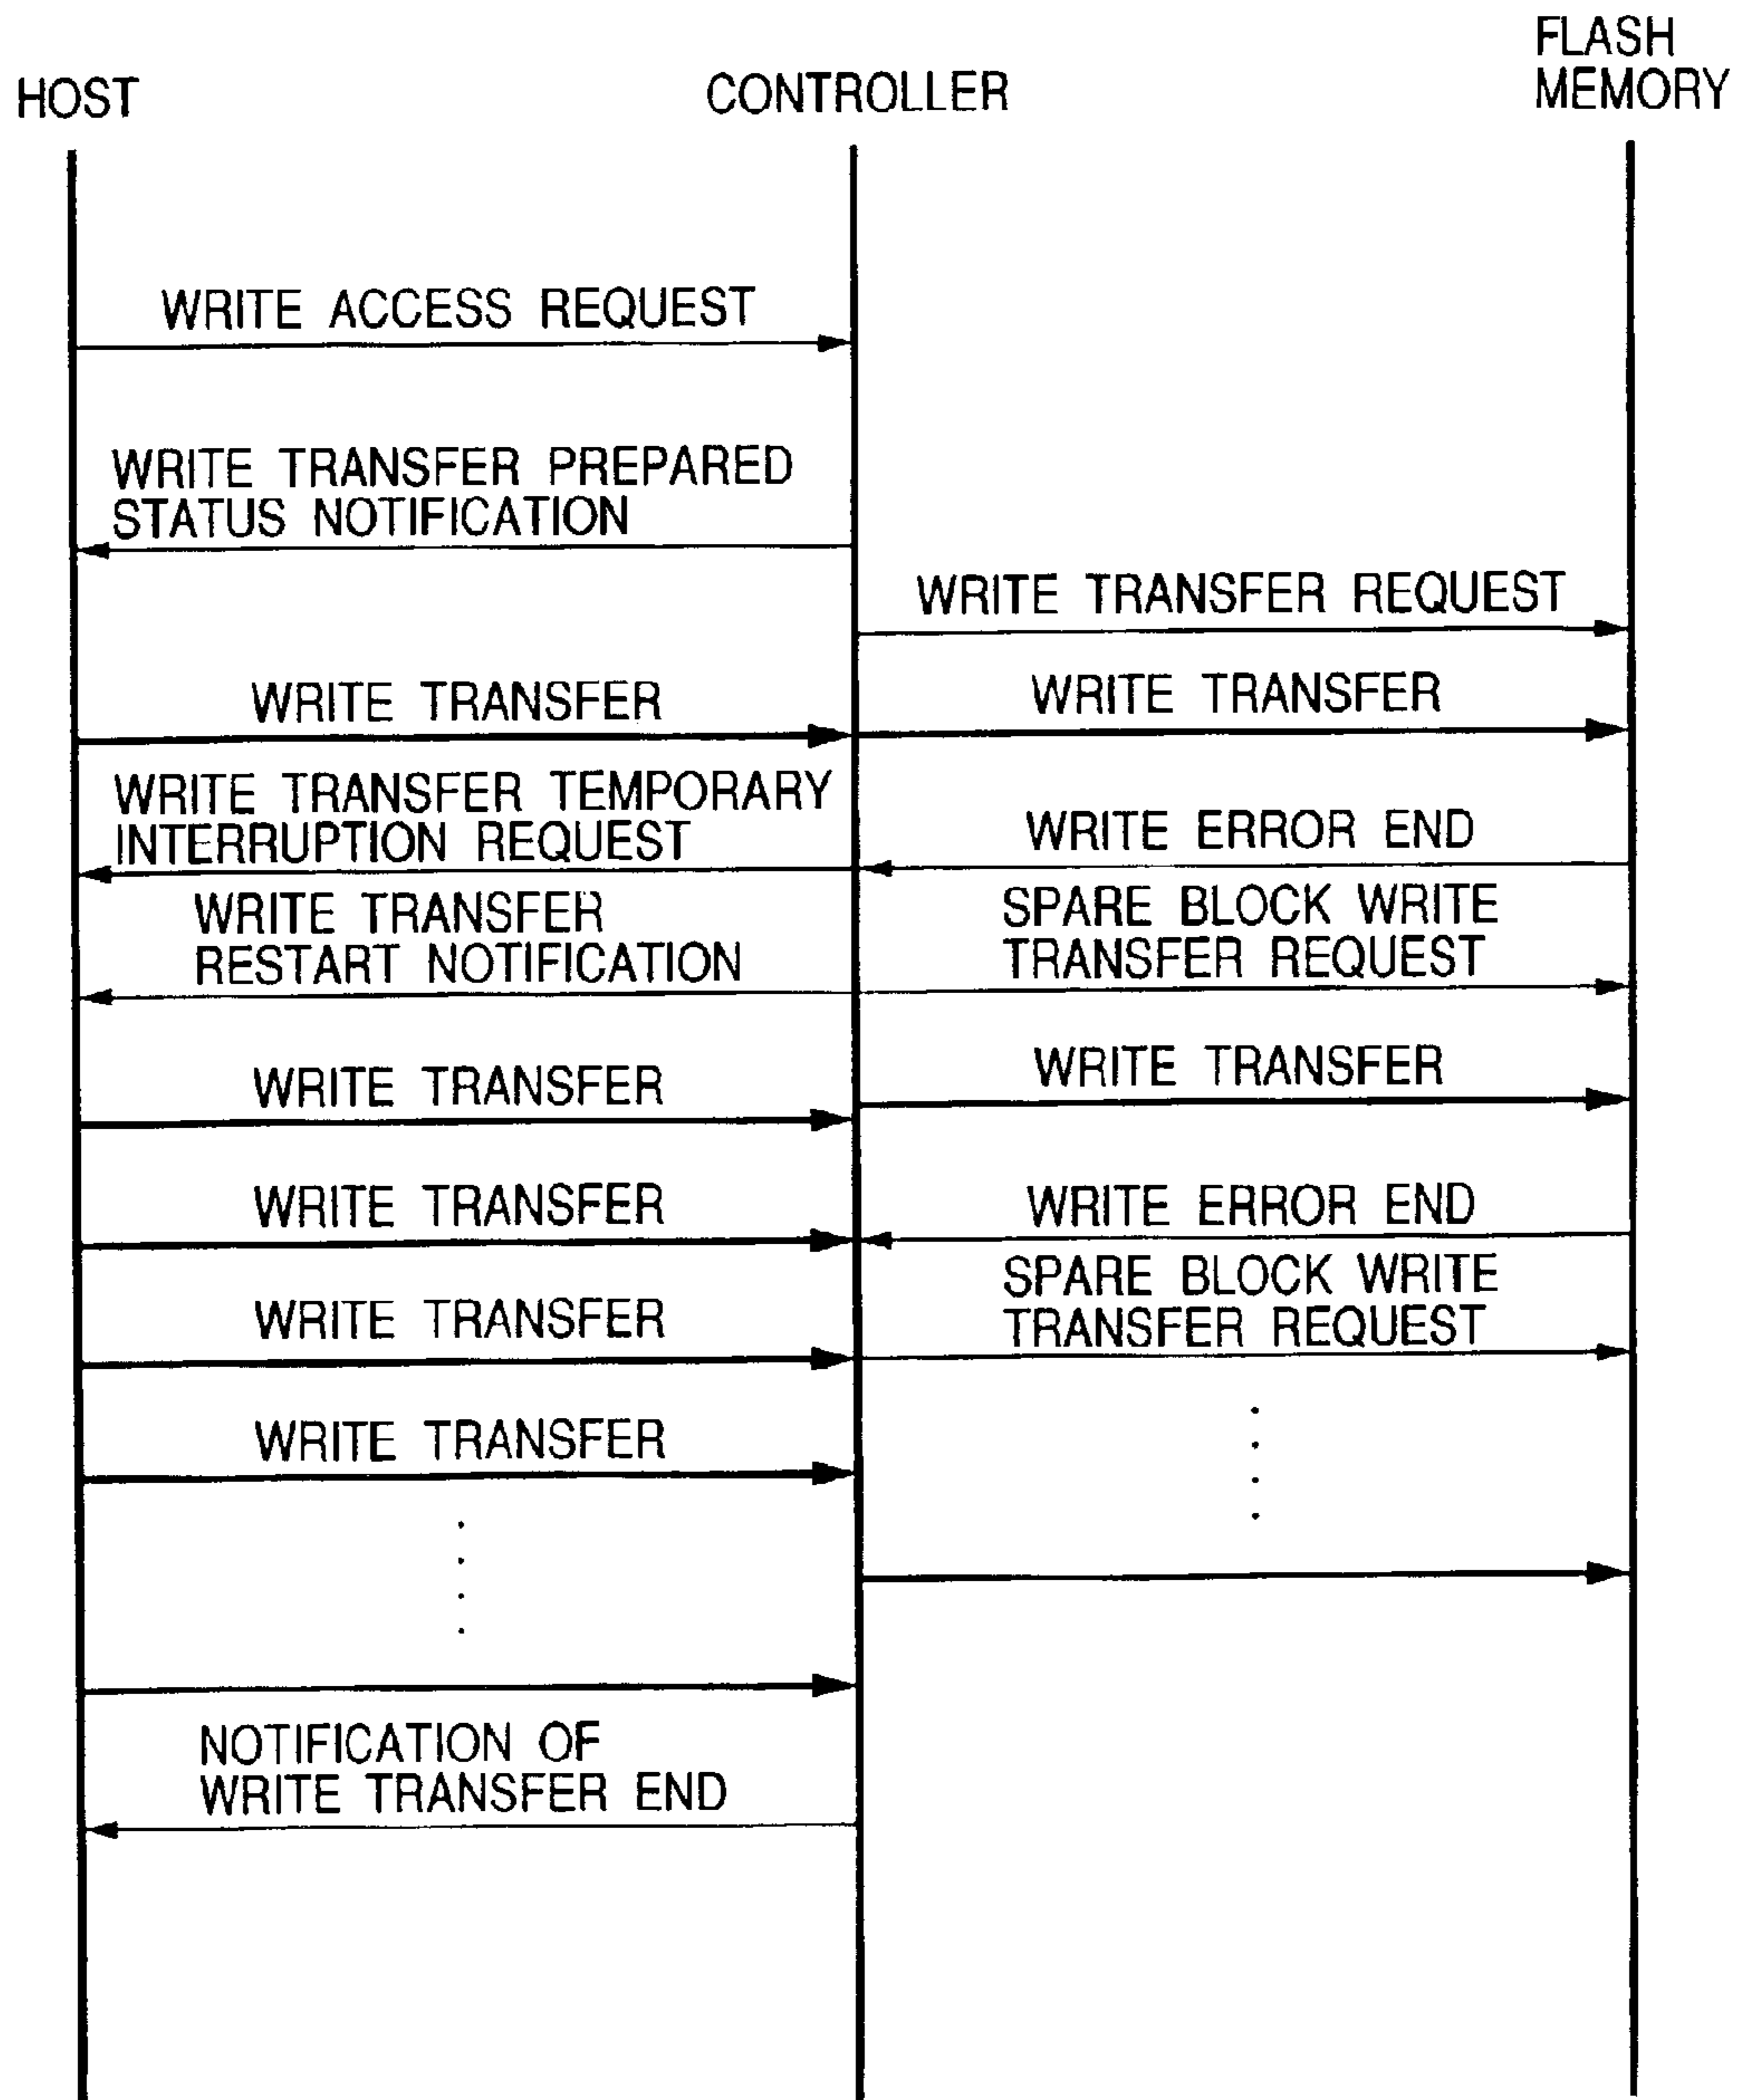 HOST
CONTROLLER
FLASH
MEMORY
WRITE ACCESS REQUEST
WRITE TRANSFER PREPARED
STATUS NOTIFICATION
WRITE TRANSFER REQUEST
WRITE TRANSFER
WRITE TRANSFER
WRITE TRANSFER TEMPORARY
INTERRUPTION REQUEST
WRITE ERROR END
WRITE TRANSFER
RESTART NOTIFICATION
SPARE BLOCK WRITE
TRANSFER REQUEST
WRITE TRANSFER
WRITE TRANSFER
WRITE TRANSFER
WRITE ERROR END
WRITE TRANSFER
SPARE BLOCK WRITE
TRANSFER REQUEST
WRITE TRANSFER
NOTIFICATION OF
WRITE TRANSFER END